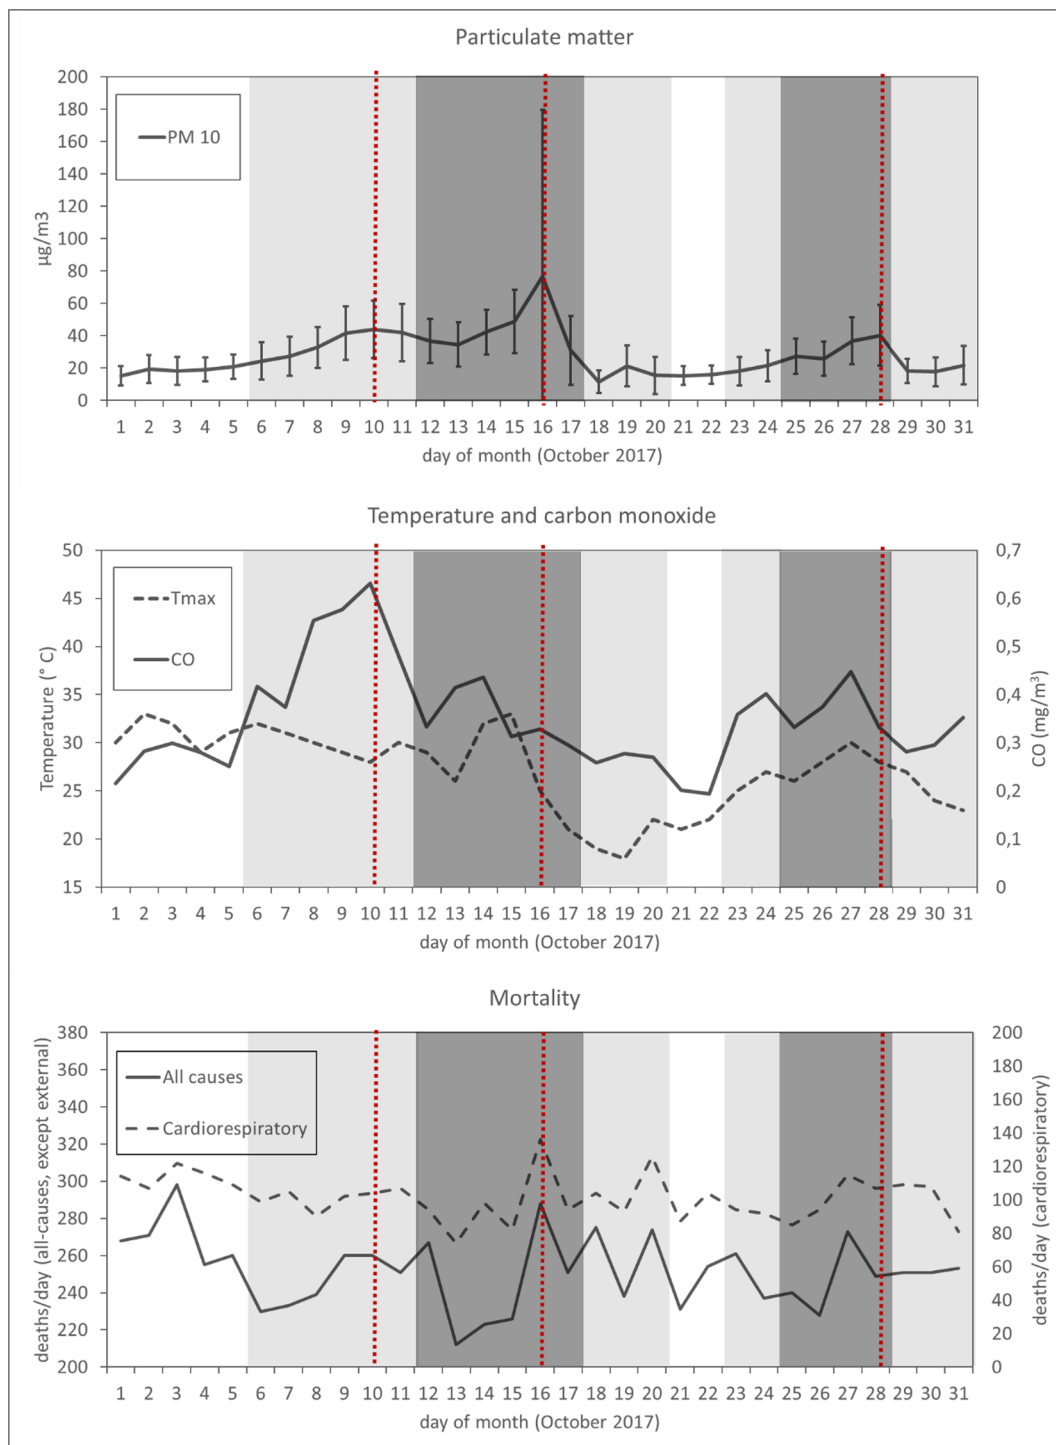 Particulate matter
200
180
160
140
120
100
80
60
40
20
0
µg/m3
PM 10
1 2 3 4 5 6 7 8 9 10 11 12 13 14 15 16 17 18 19 20 21 22 23 24 25 26 27 28 29 30 31
day of month (October 2017)
Temperature and carbon monoxide
50
45
40
35
30
25
20
15
Temperature (° C)
Tmax
CO
0,7
0,6
0,5
0,4
0,3
0,2
0,1
0
CO (mg/m³)
1 2 3 4 5 6 7 8 9 10 11 12 13 14 15 16 17 18 19 20 21 22 23 24 25 26 27 28 29 30 31
day of month (October 2017)
Mortality
380
360
340
320
300
280
260
240
220
200
deaths/day (all-causes, except external)
All causes
Cardiorespiratory
200
180
160
140
120
100
80
60
40
20
0
deaths/day (cardiorespiratory)
1 2 3 4 5 6 7 8 9 10 11 12 13 14 15 16 17 18 19 20 21 22 23 24 25 26 27 28 29 30 31
day of month (October 2017)